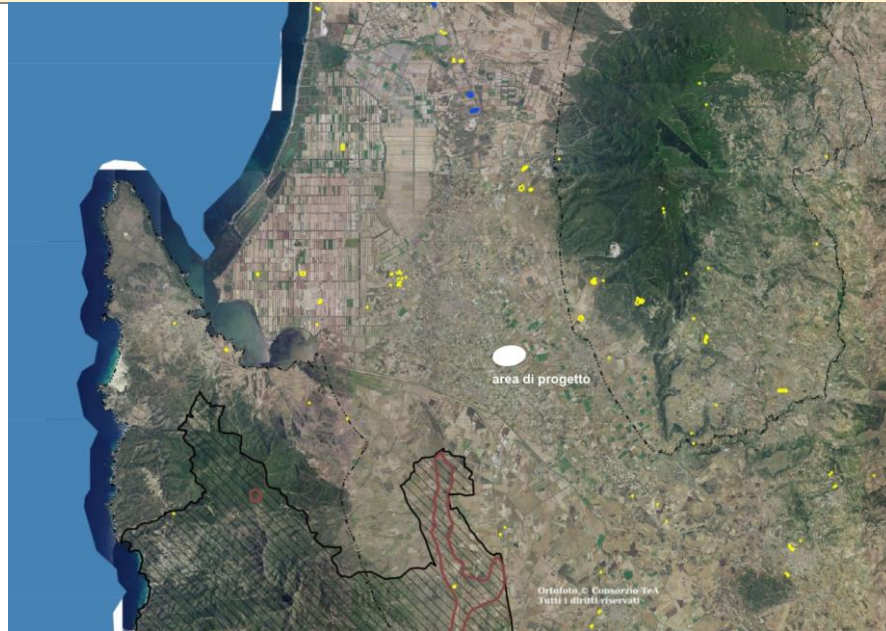 area di progetto
Ortofoto © Consorzio TeA
Tutti i diritti riservati